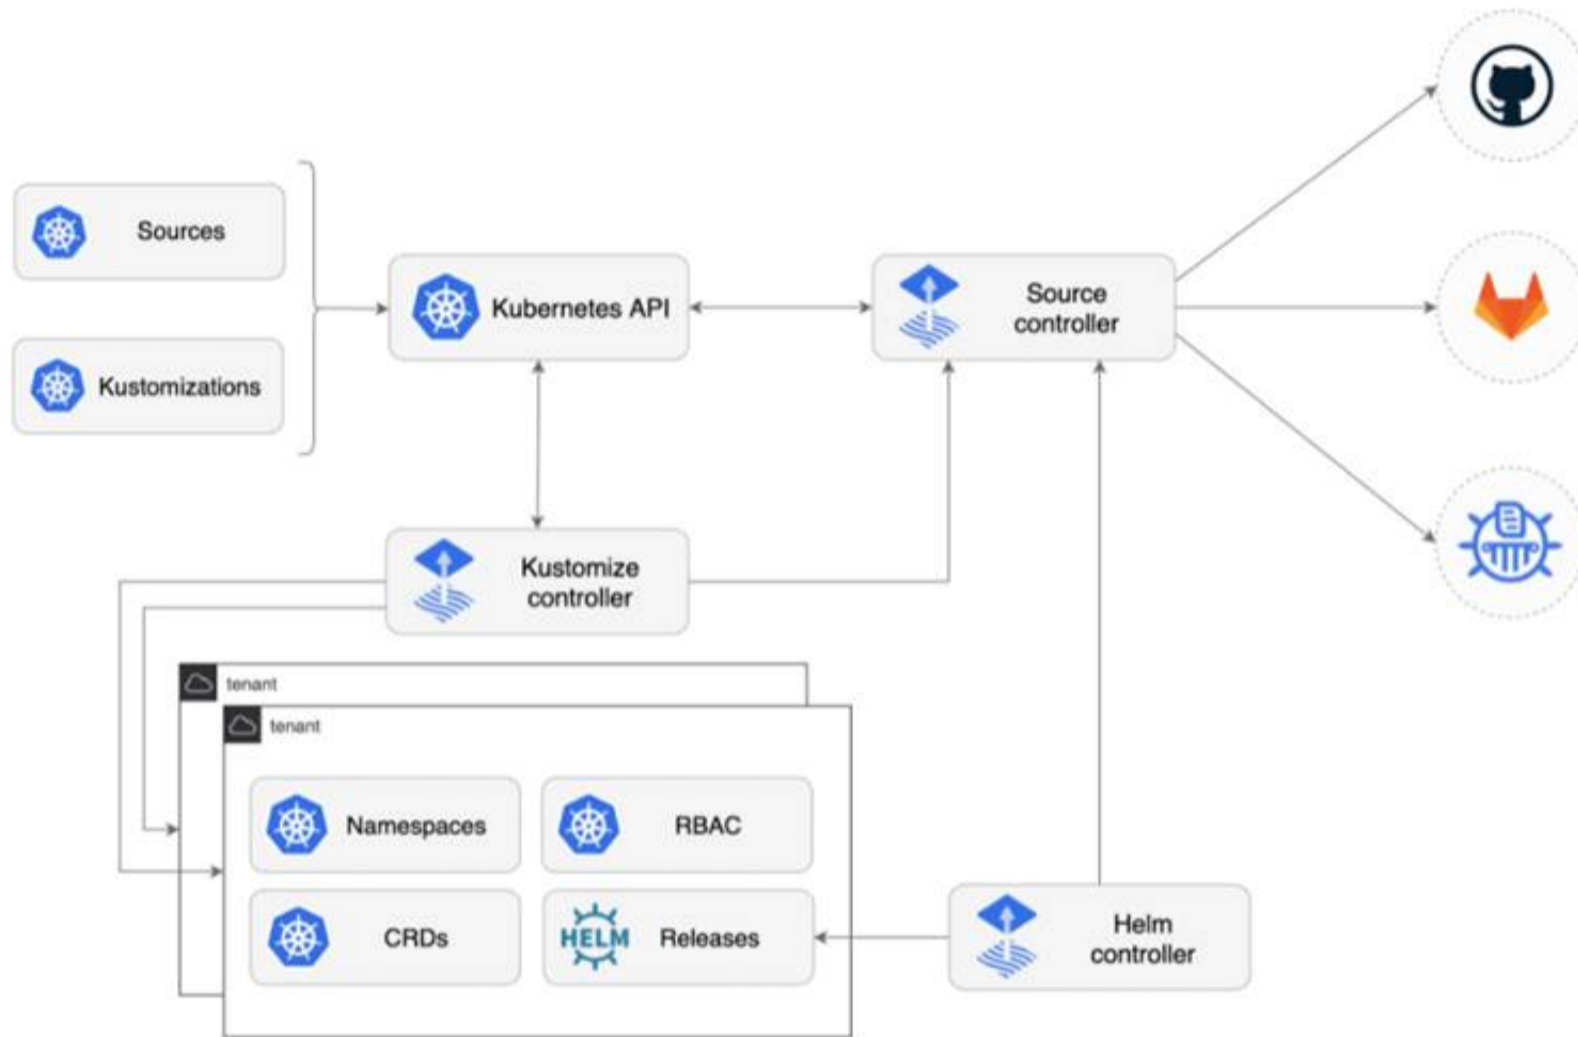 Sources
Kustomizations
Kubernetes API
Source
controller
Kustomize
controller
tenant
tenant
Namespaces
RBAC
CRDs
HELM
Releases
Helm
controller